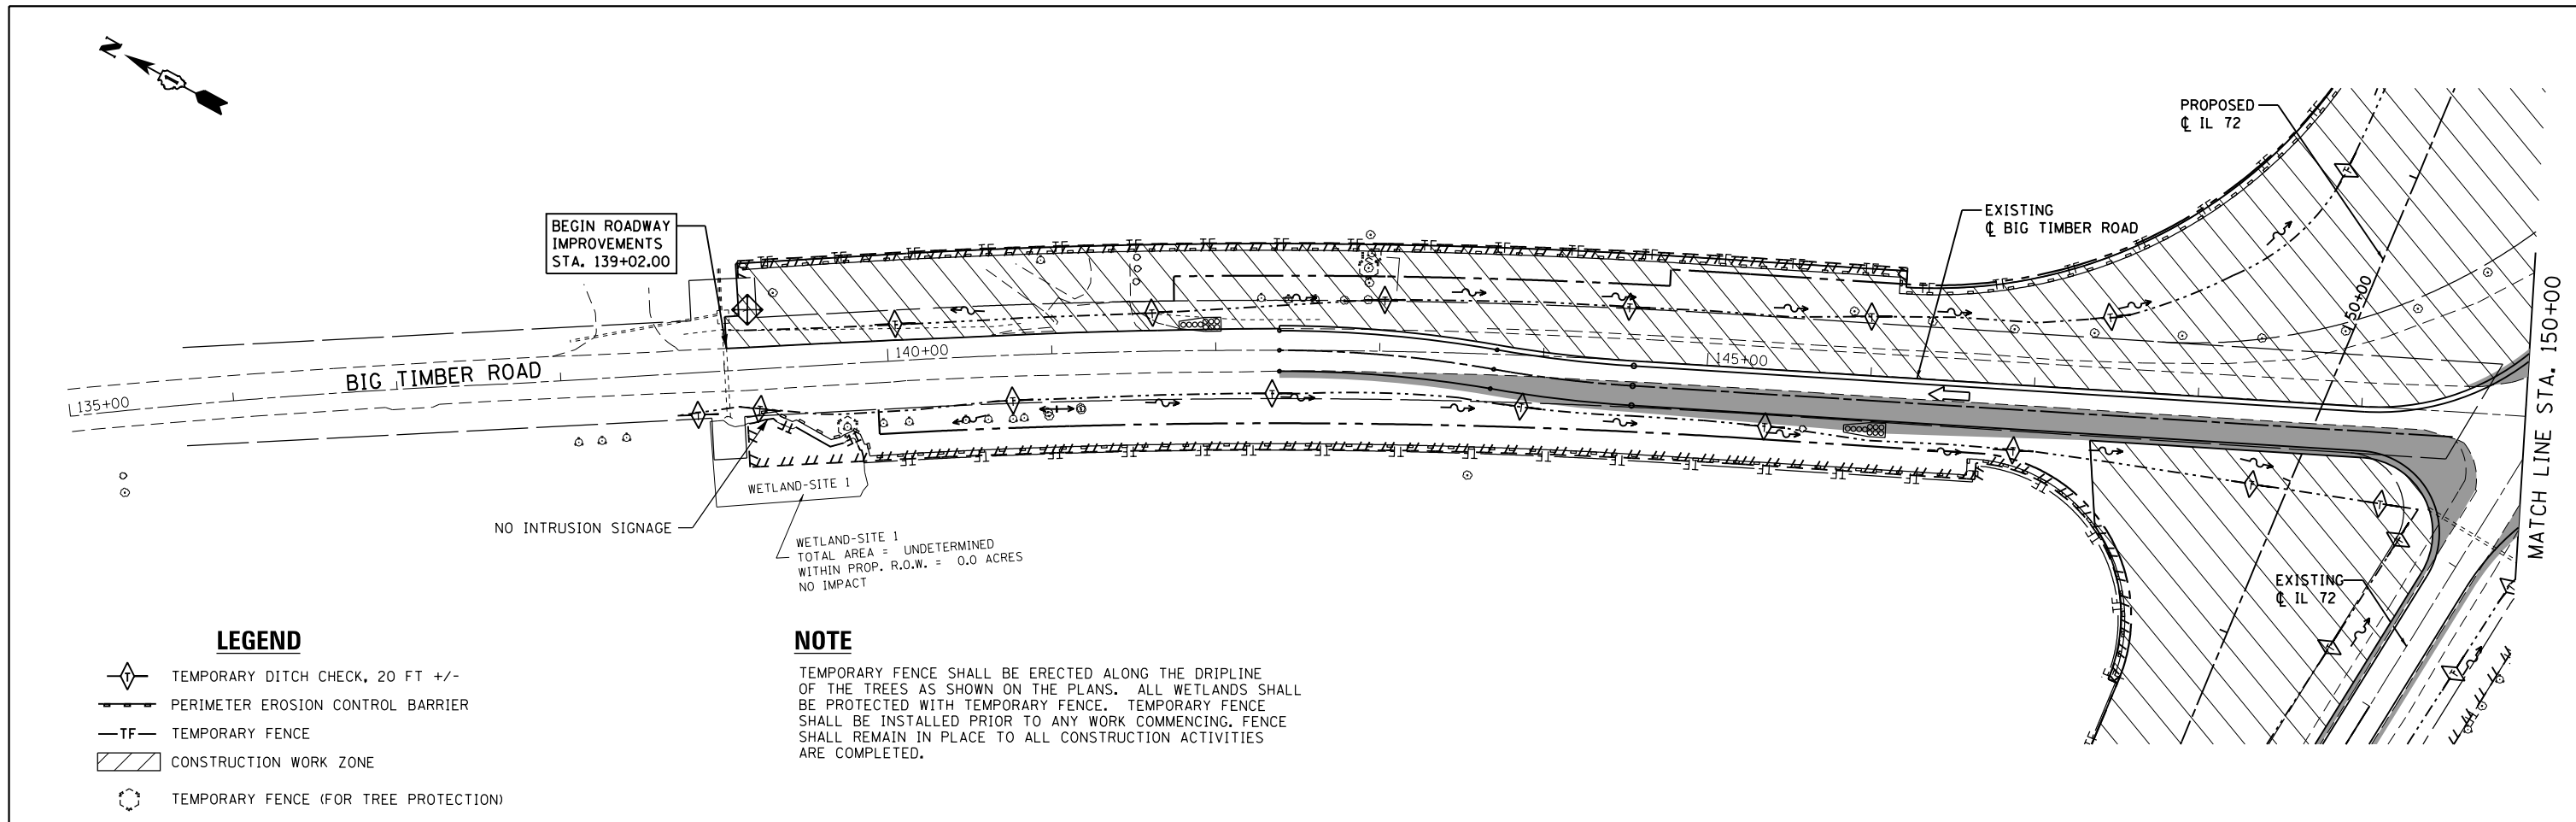 N
PROPOSED
℄ IL 72
EXISTING
℄ BIG TIMBER ROAD
BEGIN ROADWAY
IMPROVEMENTS
STA. 139+02.00
150+00
MATCH LINE STA. 150+00
140+00
145+00
BIG TIMBER ROAD
135+00
WETLAND-SITE 1
NO INTRUSION SIGNAGE
WETLAND-SITE 1
TOTAL AREA = UNDETERMINED
WITHIN PROP. R.O.W. = 0.0 ACRES
NO IMPACT
EXISTING
℄ IL 72
LEGEND
T TEMPORARY DITCH CHECK, 20 FT +/-
PERIMETER EROSION CONTROL BARRIER
TF TEMPORARY FENCE
CONSTRUCTION WORK ZONE
TEMPORARY FENCE (FOR TREE PROTECTION)
NOTE
TEMPORARY FENCE SHALL BE ERECTED ALONG THE DRIPLINE
OF THE TREES AS SHOWN ON THE PLANS. ALL WETLANDS SHALL
BE PROTECTED WITH TEMPORARY FENCE. TEMPORARY FENCE
SHALL BE INSTALLED PRIOR TO ANY WORK COMMENCING. FENCE
SHALL REMAIN IN PLACE TO ALL CONSTRUCTION ACTIVITIES
ARE COMPLETED.